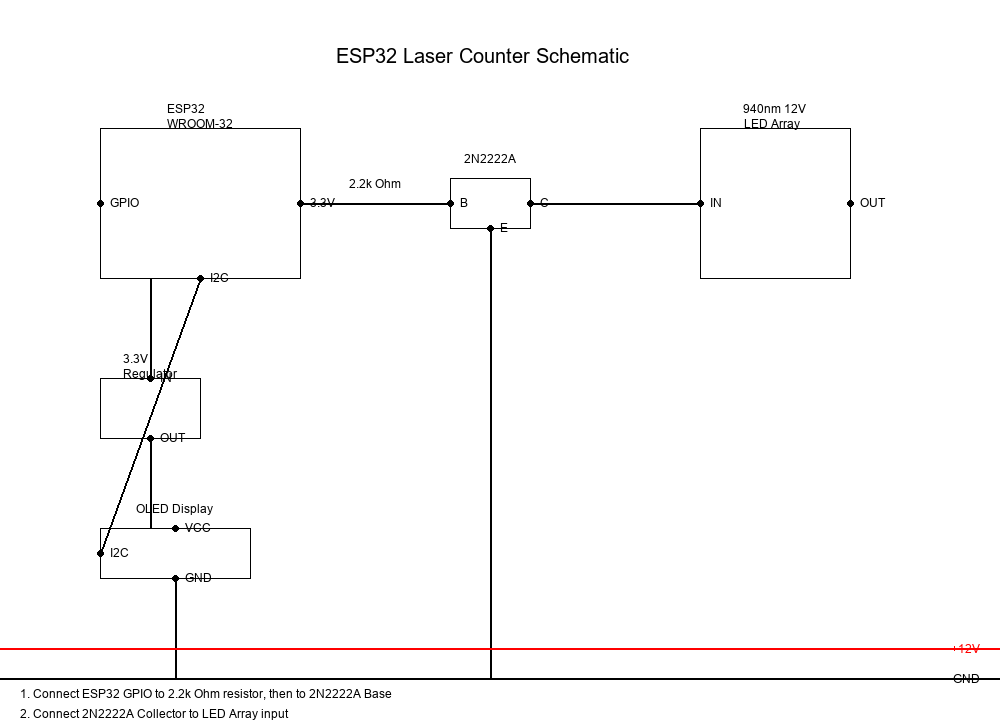 ESP32 Laser Counter Schematic
ESP32
WROOM-32
940nm 12V
LED Array
2N2222A
2.2k Ohm
GPIO
3.3V
B
C
IN
OUT
E
I2C
3.3V
Regulator
IN
OUT
OLED Display
VCC
I2C
GND
+12V
GND
1. Connect ESP32 GPIO to 2.2k Ohm resistor, then to 2N2222A Base
2. Connect 2N2222A Collector to LED Array input